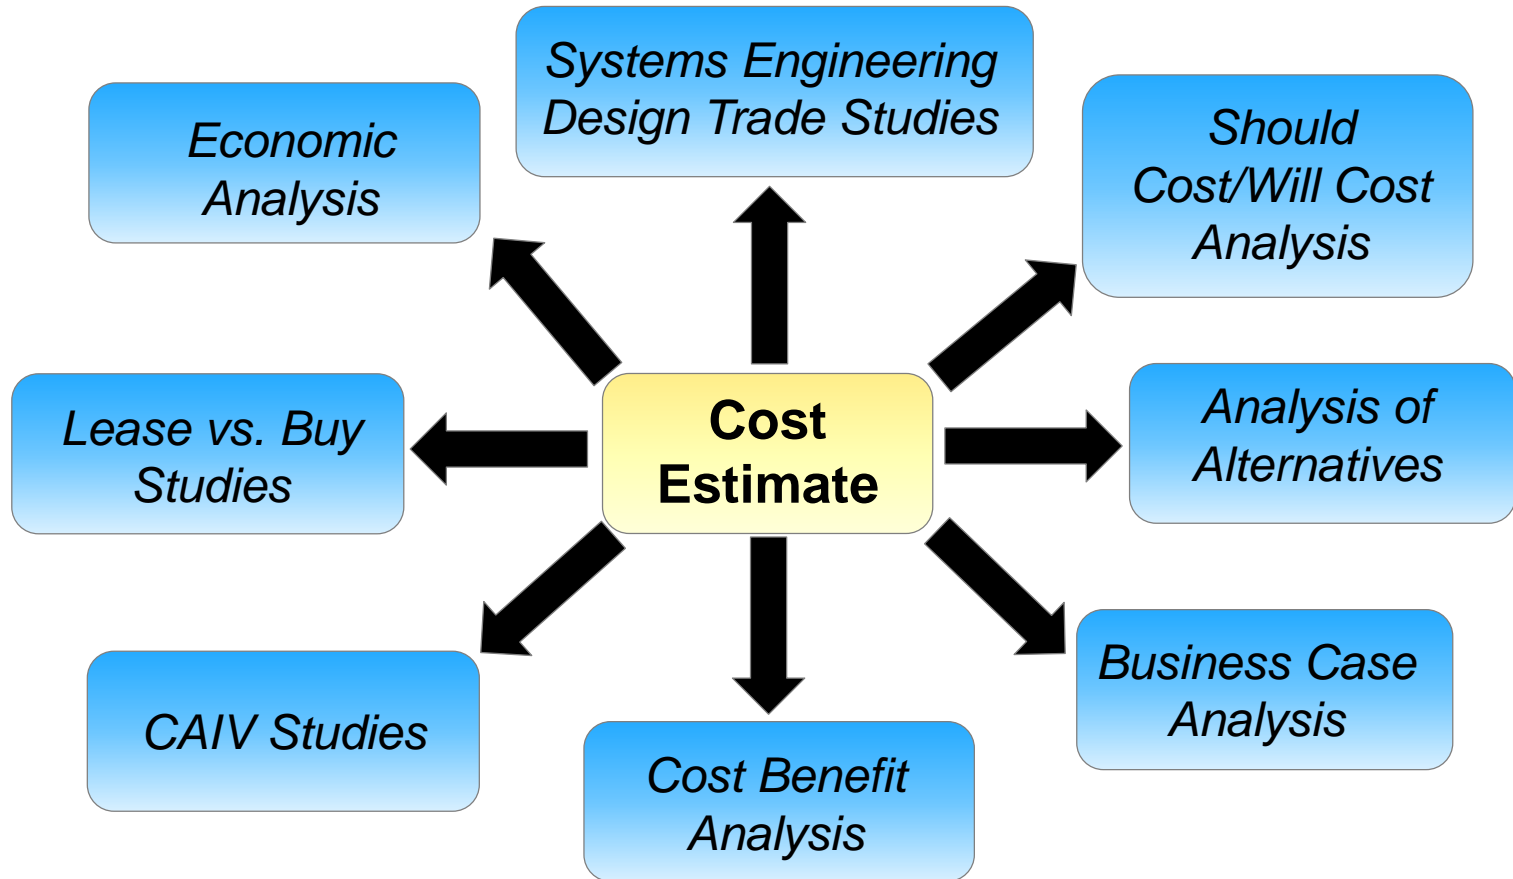 Systems Engineering
Design Trade Studies
Economic
Analysis
Should
Cost/Will Cost
Analysis
Lease vs. Buy
Studies
Cost
Estimate
Analysis of
Alternatives
CAIV Studies
Cost Benefit
Analysis
Business Case
Analysis